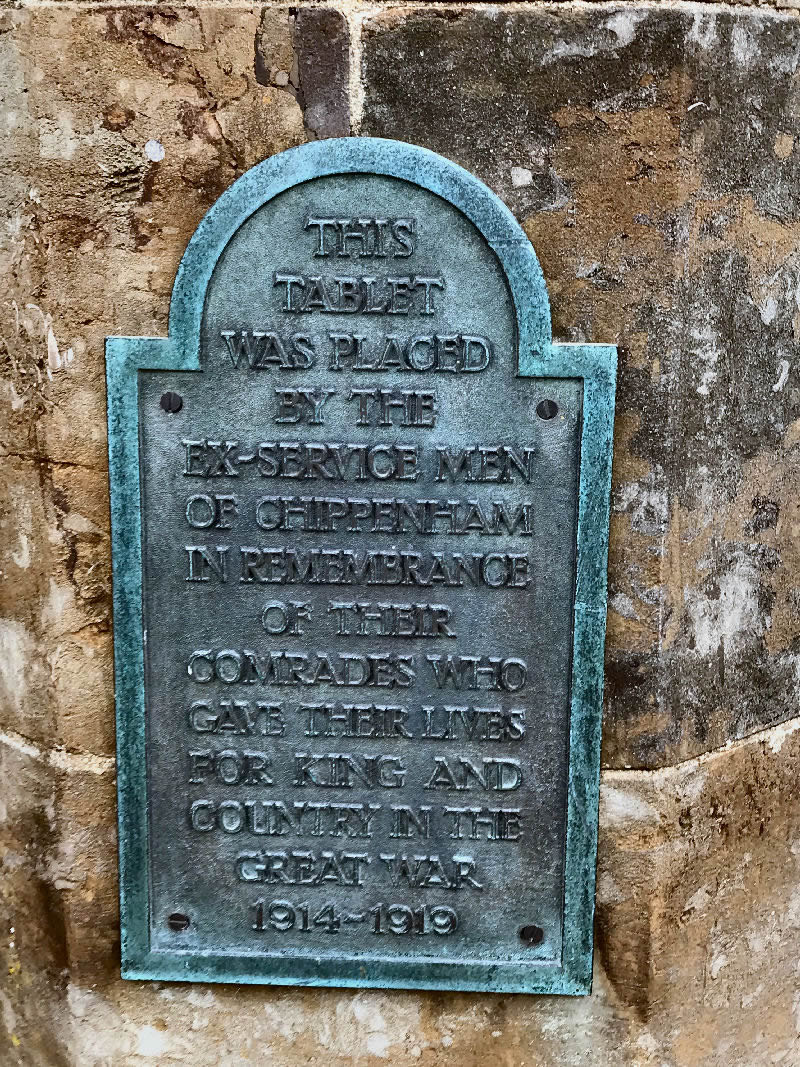 THIS
TABLET
WAS PLACED
BY THE
EX-SERVICE MEN
OF CHIPPENHAM
IN REMEMBRANCE
OF THEIR
COMRADES WHO
GAVE THEIR LIVES
FOR KING AND
COUNTRY IN THE
GREAT WAR
1914-1919